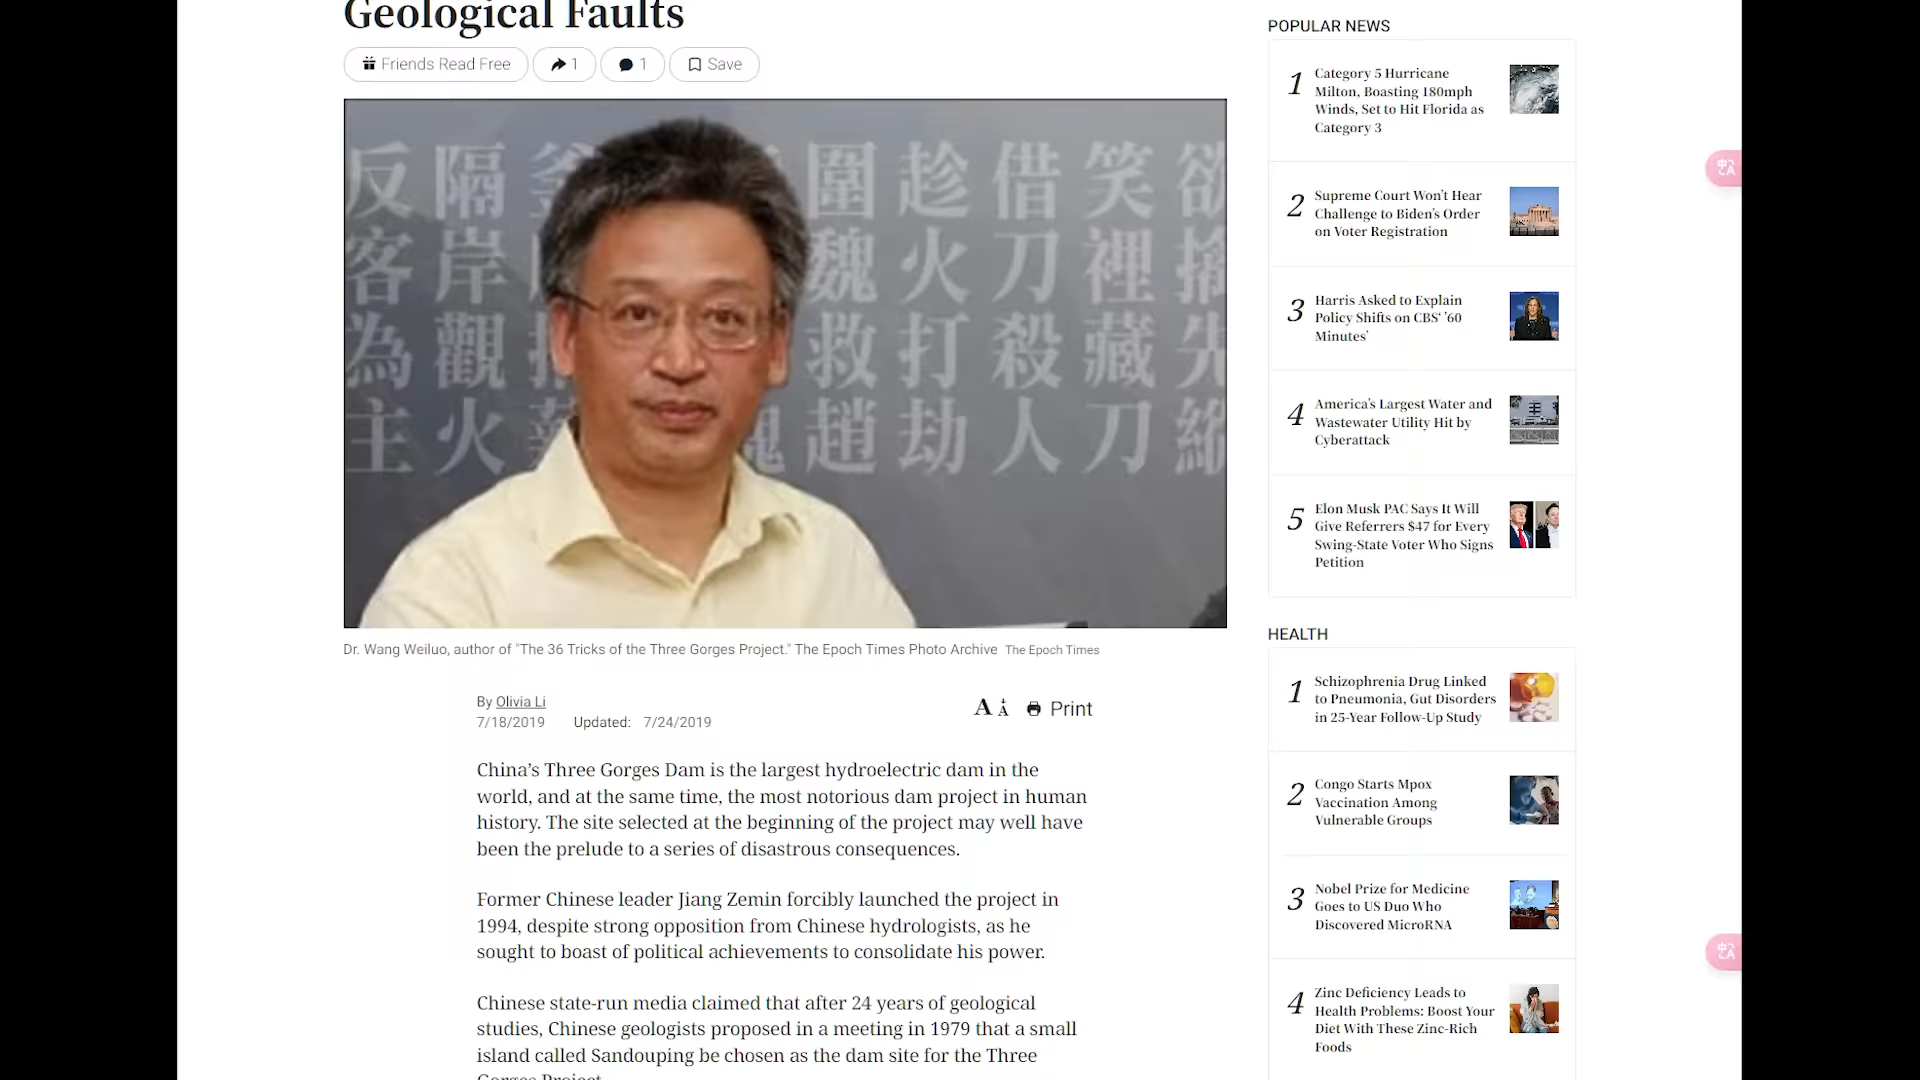 Geological Faults
Friends Read Free
1
1
Save
反 隔 圍 趁 借 笑 欲
客 岸 魏 火 刀 裡 擒
為 觀 救 打 殺 藏 先
主 火 趙 劫 人 刀 縱
Dr. Wang Weiluo, author of "The 36 Tricks of the Three Gorges Project." The Epoch Times Photo Archive The Epoch Times
By Olivia Li
7/18/2019 Updated: 7/24/2019
A A Print
China’s Three Gorges Dam is the largest hydroelectric dam in the
world, and at the same time, the most notorious dam project in human
history. The site selected at the beginning of the project may well have
been the prelude to a series of disastrous consequences.
Former Chinese leader Jiang Zemin forcibly launched the project in
1994, despite strong opposition from Chinese hydrologists, as he
sought to boast of political achievements to consolidate his power.
Chinese state-run media claimed that after 24 years of geological
studies, Chinese geologists proposed in a meeting in 1979 that a small
island called Sandouping be chosen as the dam site for the Three
Gorges Project.
POPULAR NEWS
1
Category 5 Hurricane
Milton, Boasting 180mph
Winds, Set to Hit Florida as
Category 3
2
Supreme Court Won’t Hear
Challenge to Biden’s Order
on Voter Registration
3
Harris Asked to Explain
Policy Shifts on CBS‘ ’60
Minutes’
4
America’s Largest Water and
Wastewater Utility Hit by
Cyberattack
5
Elon Musk PAC Says It Will
Give Referrers $47 for Every
Swing-State Voter Who Signs
Petition
HEALTH
1
Schizophrenia Drug Linked
to Pneumonia, Gut Disorders
in 25-Year Follow-Up Study
2
Congo Starts Mpox
Vaccination Among
Vulnerable Groups
3
Nobel Prize for Medicine
Goes to US Duo Who
Discovered MicroRNA
4
Zinc Deficiency Leads to
Health Problems: Boost Your
Diet With These Zinc-Rich
Foods